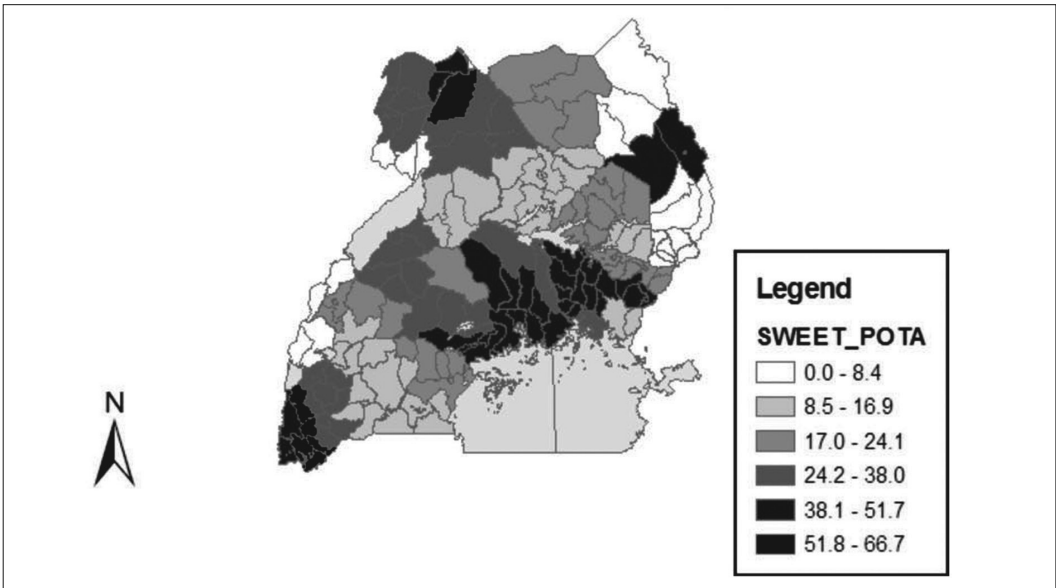 N
Legend
SWEET_POTA
0.0 - 8.4
8.5 - 16.9
17.0 - 24.1
24.2 - 38.0
38.1 - 51.7
51.8 - 66.7